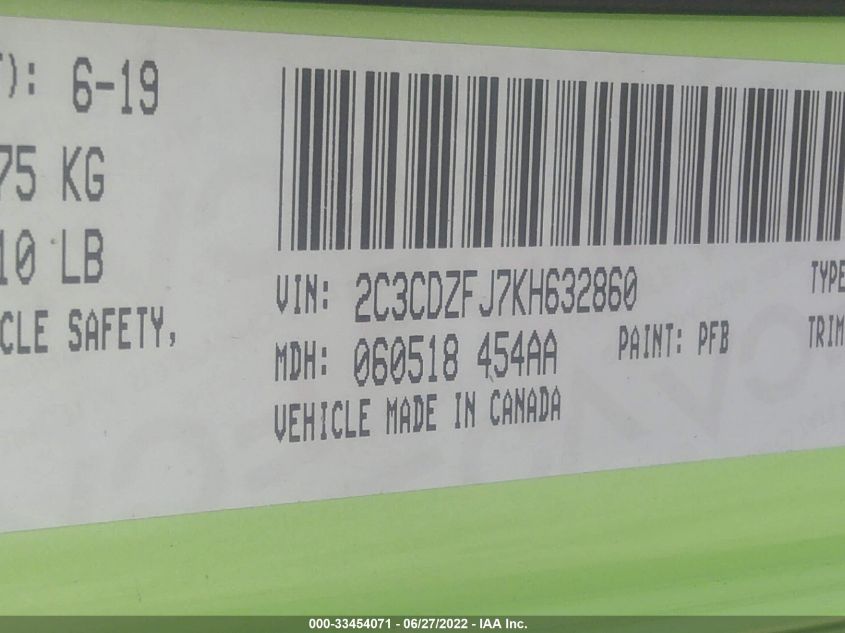 T): 6-19
75 KG
10 LB
CLE SAFETY,
VIN: 2C3CDZFJ7KH632860 TYPE
MDH: 060518 454AA PAINT: PFB TRIM
VEHICLE MADE IN CANADA
000-33454071 - 06/27/2022 - IAA Inc.